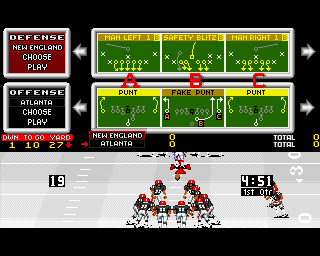 DEFENSE
NEW ENGLAND
CHOOSE
PLAY
MAN LEFT 1 B
SAFETY BLITZ B
MAN RIGHT 1 B
A B C
OFFENSE
ATLANTA
CHOOSE
PLAY
PUNT
FAKE PUNT
PUNT
A B C
DWN TO GO YARD
1 10 27
NEW ENGLAND 0 0 TOTAL
ATLANTA 0 0 TOTAL
19
4:51
1st Qtr